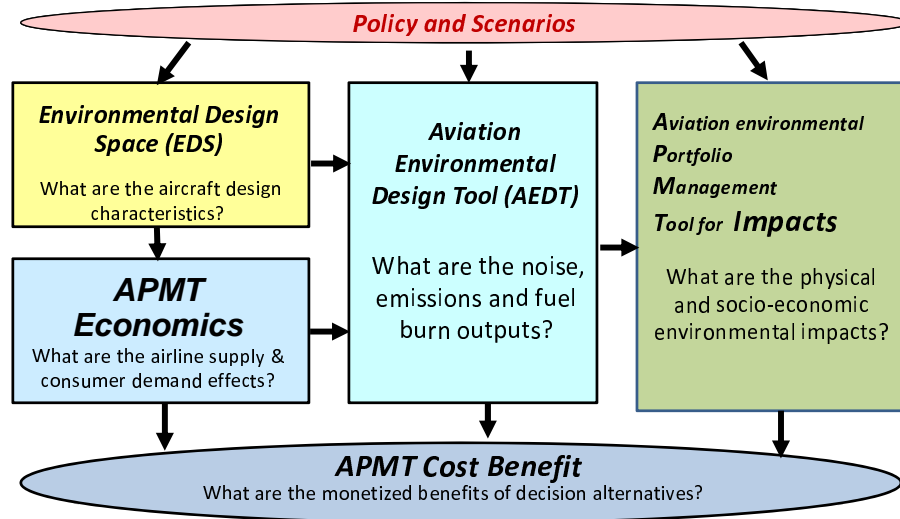 Policy and Scenarios
Environmental Design
Space (EDS)
What are the aircraft design
characteristics?
APMT
Economics
What are the airline supply &
consumer demand effects?
Aviation
Environmental
Design Tool (AEDT)
What are the noise,
emissions and fuel
burn outputs?
Aviation environmental
Portfolio
Management
Tool for Impacts
What are the physical
and socio-economic
environmental impacts?
APMT Cost Benefit
What are the monetized benefits of decision alternatives?